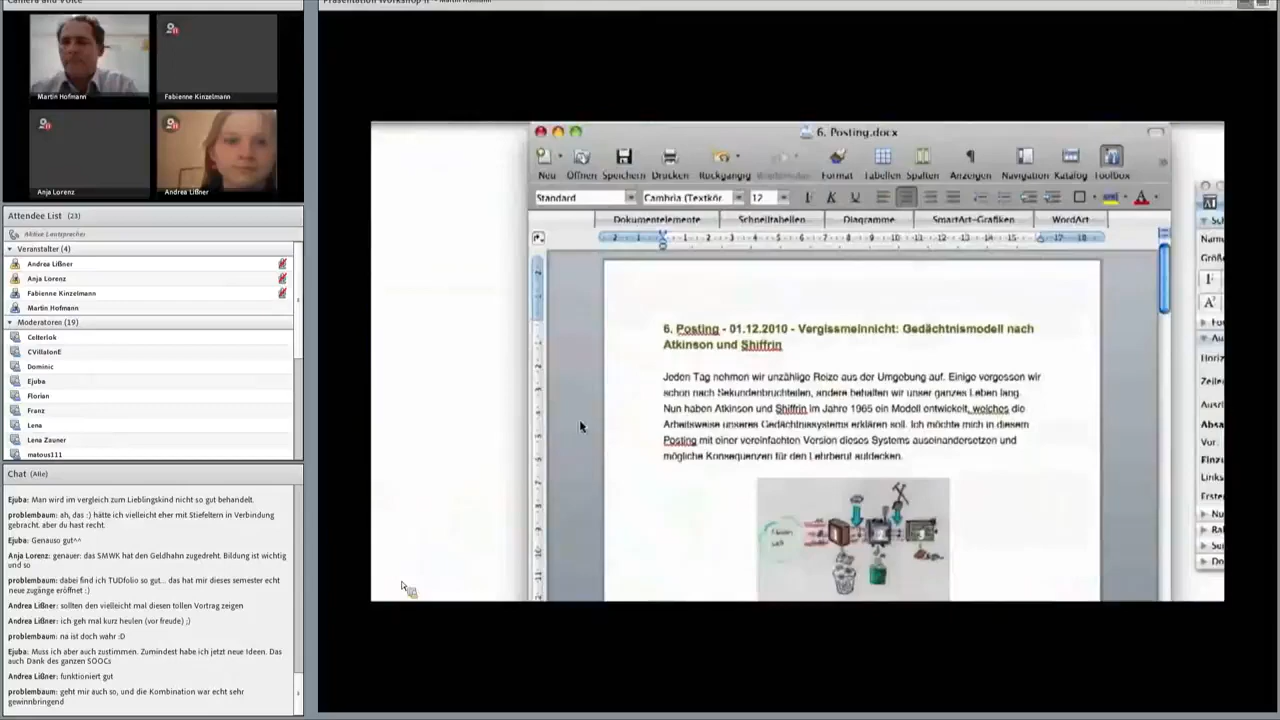 Camera and Voice
Martin Hofmann
Fabienne Kinzelmann
Anja Lorenz
Andrea Lißner
Attendee List (23)
Aktive Lautsprecher
Veranstalter (4)
Andrea Lißner
Anja Lorenz
Fabienne Kinzelmann
Martin Hofmann
Moderatoren (19)
Celterlok
CVillalonE
Dominic
Ejuba
Florian
Franz
Lena
Lena Zauner
matous111
Chat (Alle)
Ejuba: Man wird im vergleich zum Lieblingskind nicht so gut behandelt.
problembaum: ah, das :) hätte ich vielleicht eher mit Stiefeltern in Verbindung
gebracht. aber du hast recht.
Ejuba: Genauso gut^^
Anja Lorenz: genauer: das SMWK hat den Geldhahn zugedreht. Bildung ist wichtig
und so
problembaum: dabei find ich TUDfolio so gut... das hat mir dieses semester echt
neue zugänge eröffnet :)
Andrea Lißner: sollten den vielleicht mal diesen tollen Vortrag zeigen
Andrea Lißner: ich geh mal kurz heulen (vor freude) ;)
problembaum: na ist doch wahr :D
Ejuba: Muss ich aber auch zustimmen. Zumindest habe ich jetzt neue Ideen. Das
auch Dank des ganzen SOOCs
Andrea Lißner: funktioniert gut
problembaum: geht mir auch so, und die Kombination war echt sehr
gewinnbringend
6. Posting.docx
Neu Öffnen Speichern Drucken Rückgängig Format Tabellen Spalten Anzeigen Navigation Katalog Toolbox
Standard Cambria (Textkör 12
Dokumentelemente Schnelltabellen Diagramme SmartArt-Grafiken WordArt
6. Posting - 01.12.2010 - Vergissmeinnicht: Gedächtnismodell nach
Atkinson und Shiffrin
Jeden Tag nehmen wir unzählige Reize aus der Umgebung auf. Einige vergessen wir
schon nach Sekundenbruchteilen, andere behalten wir unser ganzes Leben lang.
Nun haben Atkinson und Shiffrin im Jahre 1965 ein Modell entwickelt, welches die
Arbeitsweise unseres Gedächtnissystems erklären soll. Ich möchte mich in diesem
Posting mit einer vereinfachten Version dieses Systems auseinandersetzen und
mögliche Konsequenzen für den Lehrberuf aufdecken.